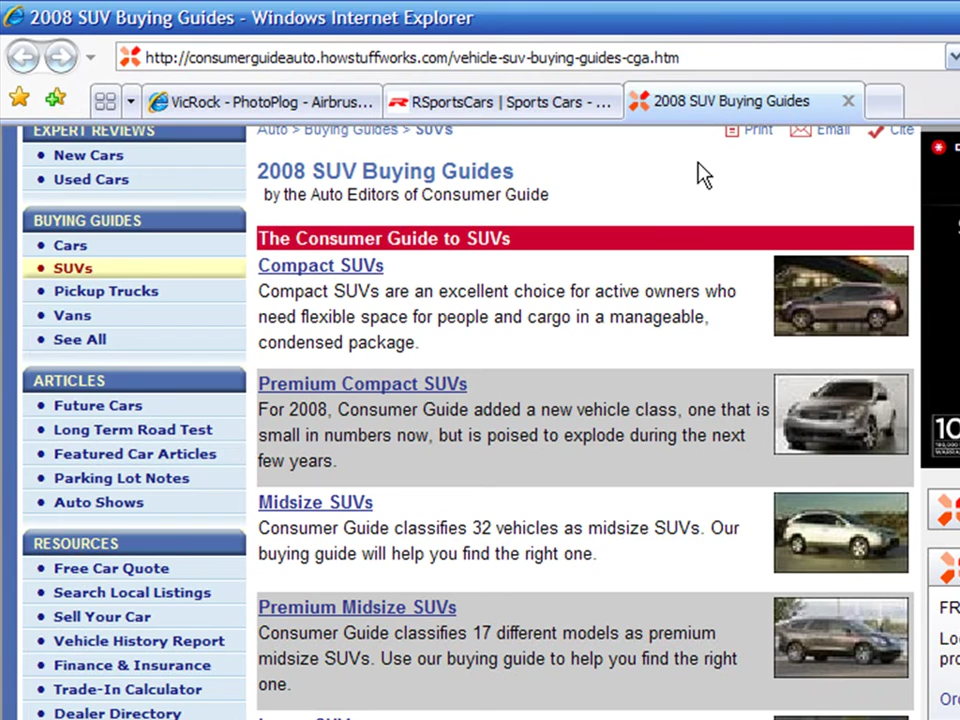 2008 SUV Buying Guides - Windows Internet Explorer
http://consumerguideauto.howstuffworks.com/vehicle-suv-buying-guides-cga.htm
VicRock - PhotoPlog - Airbrus...
RSportsCars | Sports Cars - ...
2008 SUV Buying Guides
EXPERT REVIEWS
New Cars
Used Cars
BUYING GUIDES
Cars
SUVs
Pickup Trucks
Vans
See All
ARTICLES
Future Cars
Long Term Road Test
Featured Car Articles
Parking Lot Notes
Auto Shows
RESOURCES
Free Car Quote
Search Local Listings
Sell Your Car
Vehicle History Report
Finance & Insurance
Trade-In Calculator
Dealer Directory
Auto > Buying Guides > SUVs
Print Email Cite
2008 SUV Buying Guides
by the Auto Editors of Consumer Guide
The Consumer Guide to SUVs
Compact SUVs
Compact SUVs are an excellent choice for active owners who
need flexible space for people and cargo in a manageable,
condensed package.
Premium Compact SUVs
For 2008, Consumer Guide added a new vehicle class, one that is
small in numbers now, but is poised to explode during the next
few years.
Midsize SUVs
Consumer Guide classifies 32 vehicles as midsize SUVs. Our
buying guide will help you find the right one.
Premium Midsize SUVs
Consumer Guide classifies 17 different models as premium
midsize SUVs. Use our buying guide to help you find the right
one.
10
FR